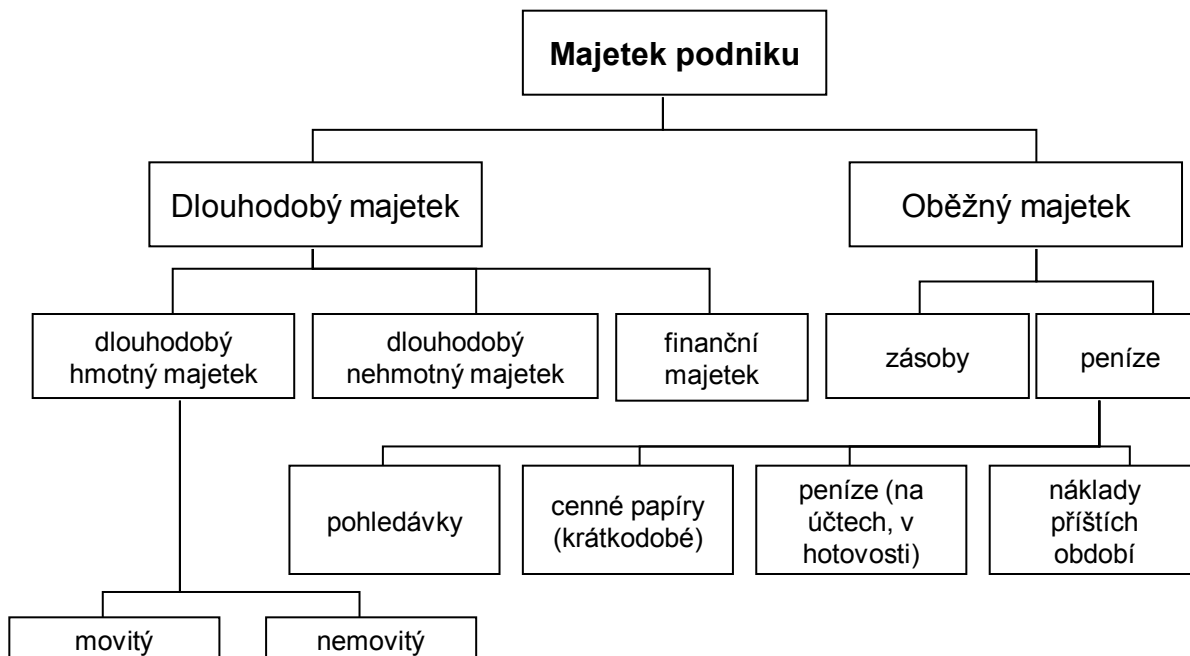 Majetek podniku
Dlouhodobý majetek
Oběžný majetek
dlouhodobý
hmotný majetek
dlouhodobý
nehmotný majetek
finanční
majetek
zásoby
peníze
pohledávky
cenné papíry
(krátkodobé)
peníze (na
účtech, v
hotovosti)
náklady
příštích
období
movitý
nemovitý